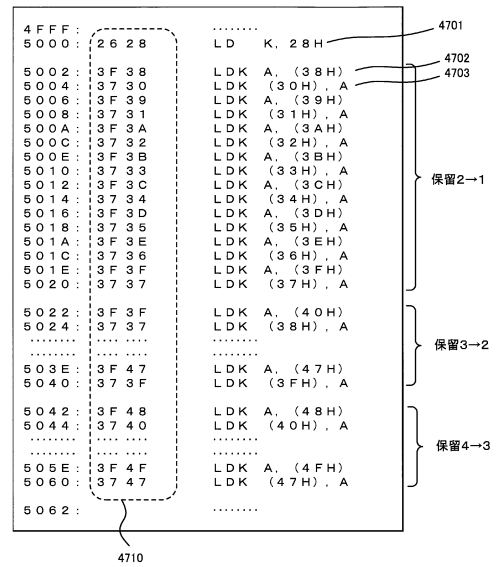 4FFF: ........
5000: 2628 LD K, 28H 4701
5002: 3F38 LDK A, (38H) 4702
5004: 3730 LDK (30H), A 4703
5006: 3F39 LDK A, (39H)
5008: 3731 LDK (31H), A
500A: 3F3A LDK A, (3AH)
500C: 3732 LDK (32H), A
500E: 3F3B LDK A, (3BH)
5010: 3733 LDK (33H), A
5012: 3F3C LDK A, (3CH)
5014: 3734 LDK (34H), A
5016: 3F3D LDK A, (3DH)
5018: 3735 LDK (35H), A
501A: 3F3E LDK A, (3EH)
501C: 3736 LDK (36H), A
501E: 3F3F LDK A, (3FH)
5020: 3737 LDK (37H), A
保留2→1
5022: 3F3F LDK A, (40H)
5024: 3737 LDK (38H), A
........ .... .... ........
........ .... .... ........
503E: 3F47 LDK A, (47H)
5040: 373F LDK (3FH), A
保留3→2
5042: 3F48 LDK A, (48H)
5044: 3740 LDK (40H), A
........ .... .... ........
........ .... .... ........
505E: 3F4F LDK A, (4FH)
5060: 3747 LDK (47H), A
保留4→3
5062: ........
4710